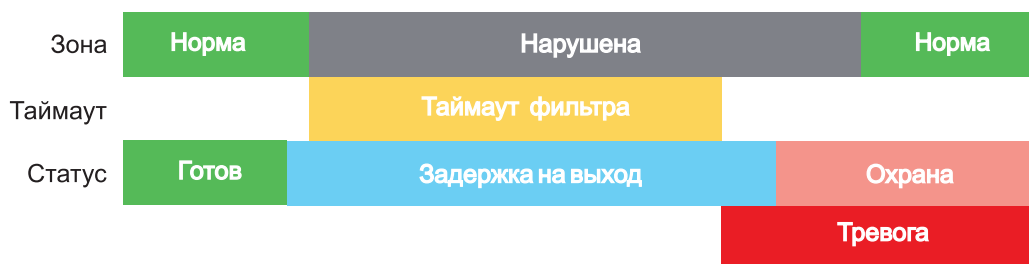 Зона Норма Нарушена Норма
Таймаут Таймаут фильтра
Статус Готов Задержка на выход Охрана
Тревога